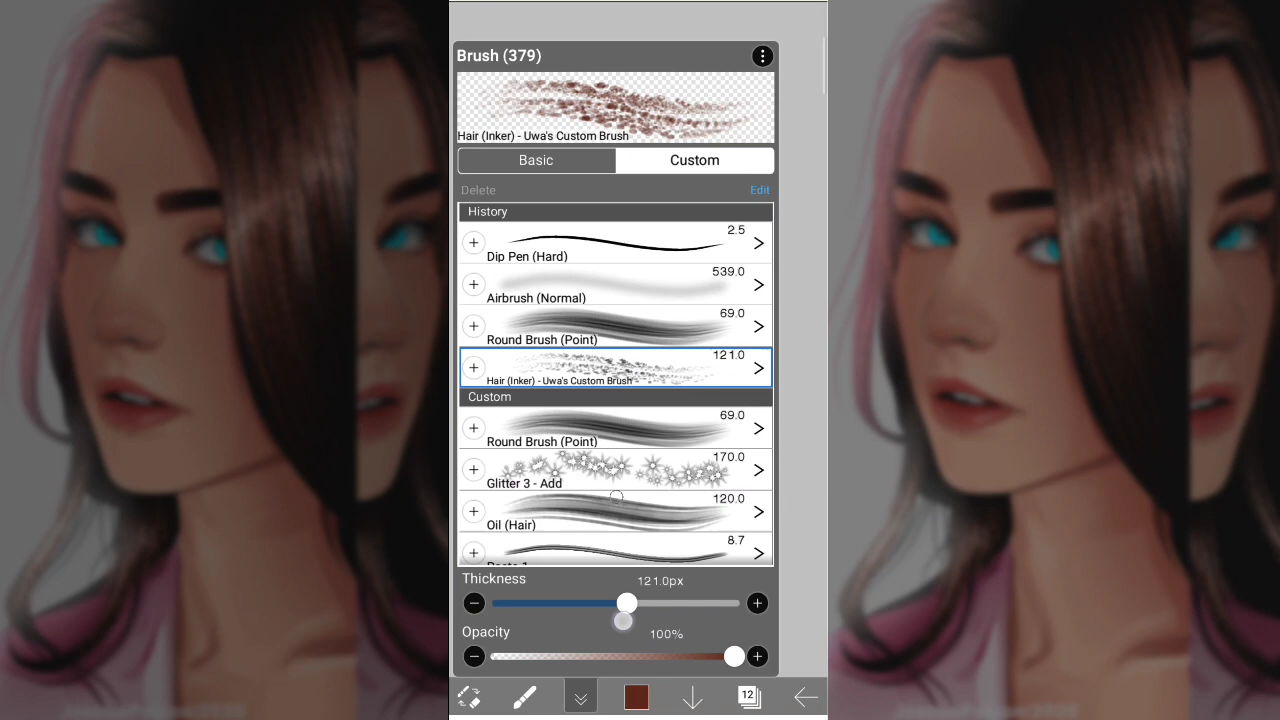 Brush (379)
Hair (Inker) - Uwa's Custom Brush
Basic Custom
Delete Edit
History
2.5
Dip Pen (Hard)
539.0
Airbrush (Normal)
69.0
Round Brush (Point)
121.0
Hair (Inker) - Uwa's Custom Brush
Custom
69.0
Round Brush (Point)
170.0
Glitter 3 - Add
120.0
Oil (Hair)
8.7
Thickness 121.0px
Opacity 100%
12